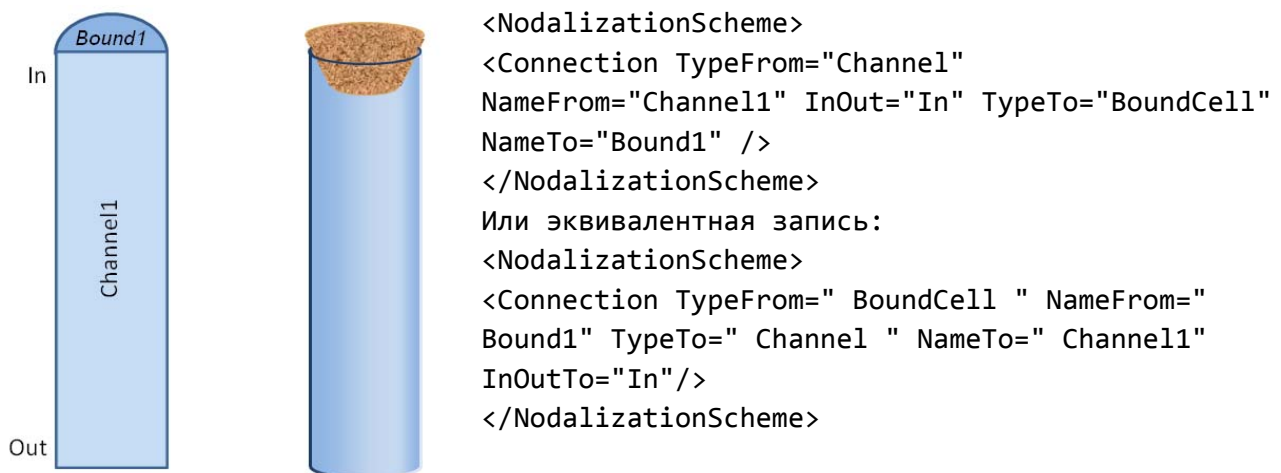 Bound1
In
Channel1
Out
<NodalizationScheme>
<Connection TypeFrom="Channel"
NameFrom="Channel1" InOut="In" TypeTo="BoundCell"
NameTo="Bound1" />
</NodalizationScheme>
Или эквивалентная запись:
<NodalizationScheme>
<Connection TypeFrom=" BoundCell " NameFrom="
Bound1" TypeTo=" Channel " NameTo=" Channel1"
InOutTo="In"/>
</NodalizationScheme>